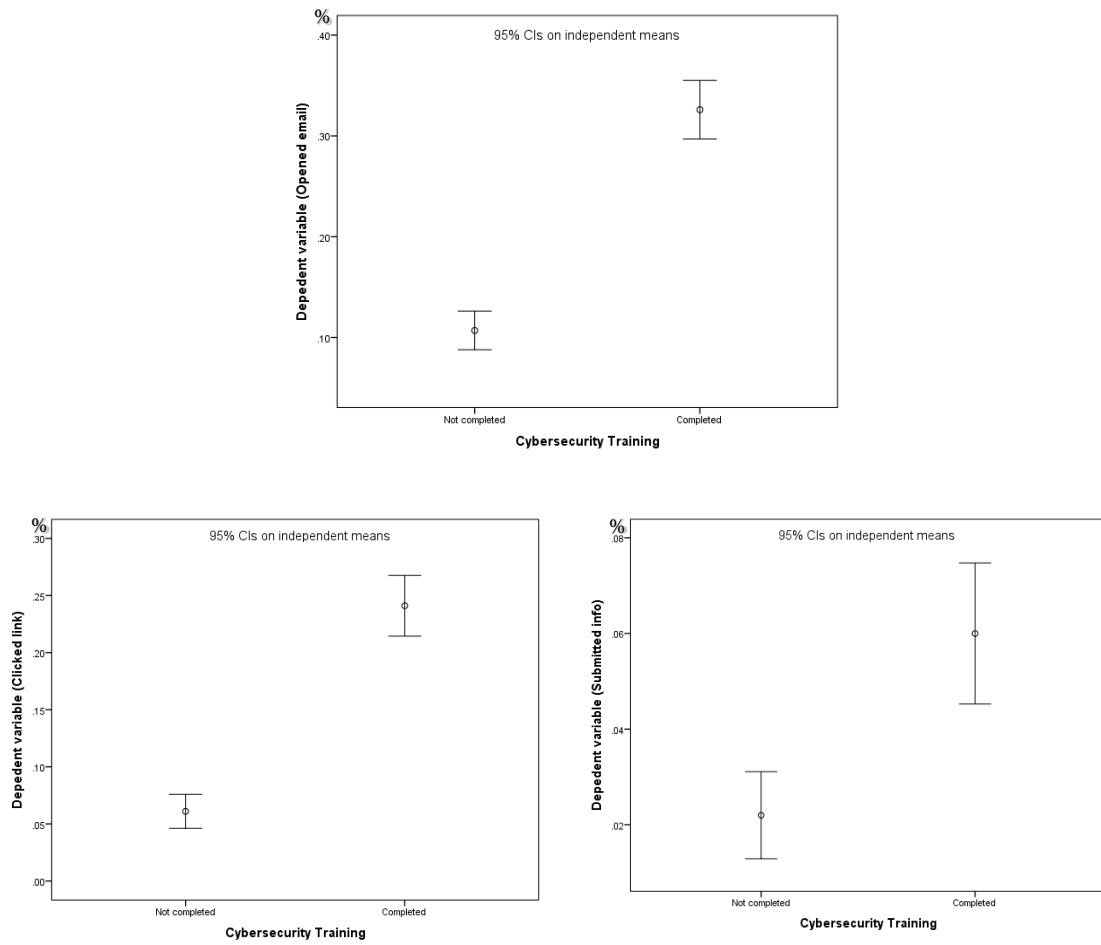 %
95% CIs on independent means
.40
.30
.20
.10
Depedent variable (Opened email)
Not completed Completed
Cybersecurity Training
%
95% CIs on independent means
.30
.25
.20
.15
.10
.05
.00
Depedent variable (Clicked link)
Not completed Completed
Cybersecurity Training
%
95% CIs on independent means
.08
.06
.04
.02
Depedent variable (Submitted info)
Not completed Completed
Cybersecurity Training